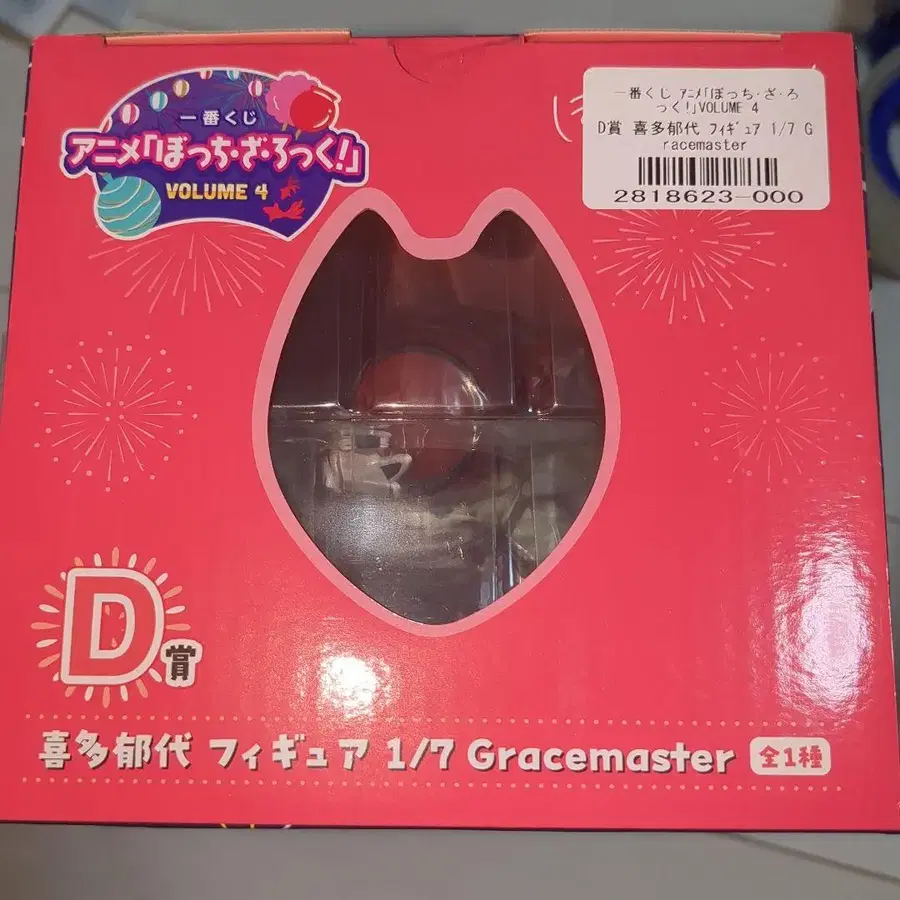 一番くじ
アニメ「ぼっち・ざ・ろっく!」
VOLUME 4
一番くじ アニメ「ぼっち・ざ・ろ
っく!」VOLUME 4
D賞 喜多郁代 フィギュア 1/7 G
racemaster
2818623-000
D賞
喜多郁代 フィギュア 1/7 Gracemaster 全1種